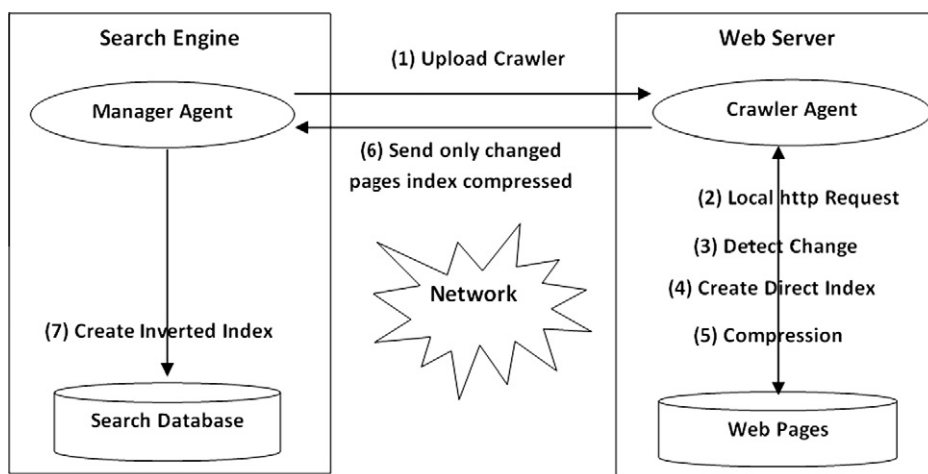 Search Engine
Manager Agent
(7) Create Inverted Index
Search Database
(1) Upload Crawler
(6) Send only changed
pages index compressed
Network
Web Server
Crawler Agent
(2) Local http Request
(3) Detect Change
(4) Create Direct Index
(5) Compression
Web Pages